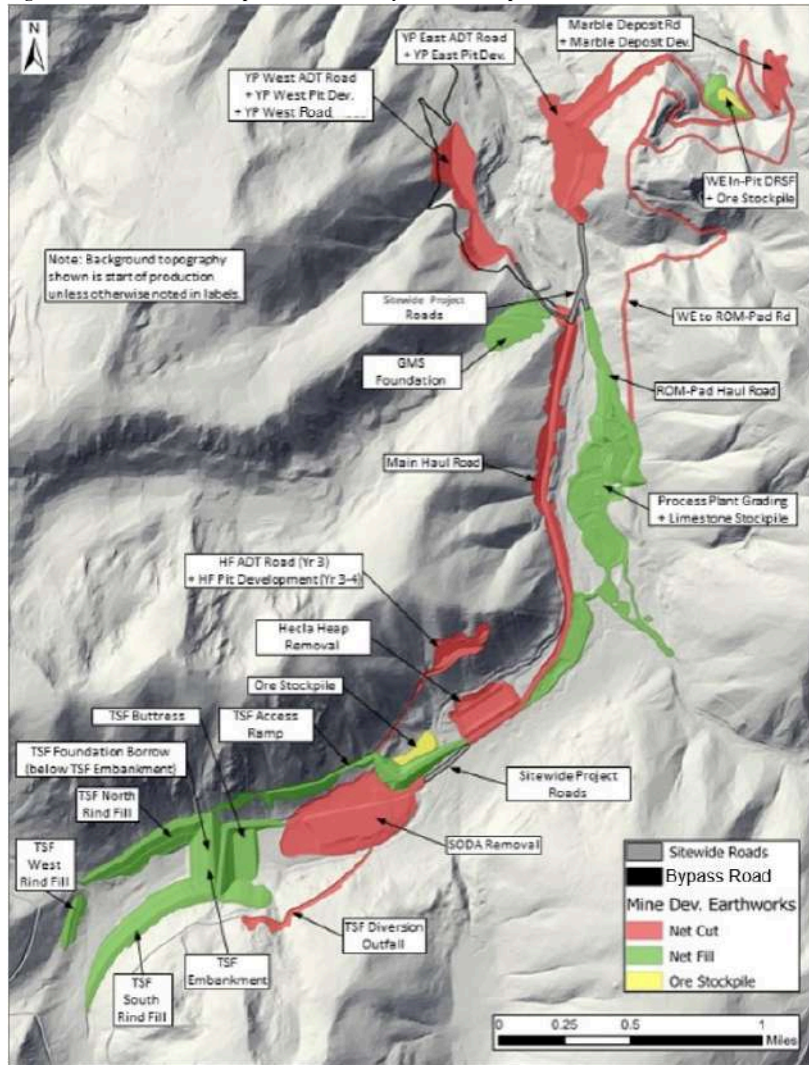 N
YP East ADT Road
+ YP East Pit Dev.
Marble Deposit Rd
+ Marble Deposit Dev.
YP West ADT Road
+ YP West Pit Dev.
+ YP West Road
WE In-Pit DRSF
+ Ore Stockpile
Note: Background topography
shown is start of production
unless otherwise noted in labels.
Sitewide Project
Roads
WE to ROM-Pad Rd
GMS
Foundation
ROM-Pad Haul Road
Main Haul Road
Process Plant Grading
+ Limestone Stockpile
HF ADT Road (Yr 3)
+ HF Pit Development (Yr 3-4)
Hecla Heap
Removal
Ore Stockpile
TSF Buttress
TSF Access
Ramp
TSF Foundation Borrow
(below TSF Embankment)
Sitewide Project
Roads
TSF North
Rind Fill
TSF
West
Rind Fill
SODA Removal
TSF Diversion
Outfall
TSF
Embankment
TSF
South
Rind Fill
Sitewide Roads
Bypass Road
Mine Dev. Earthworks
Net Cut
Net Fill
Ore Stockpile
0 0.25 0.5 1
Miles